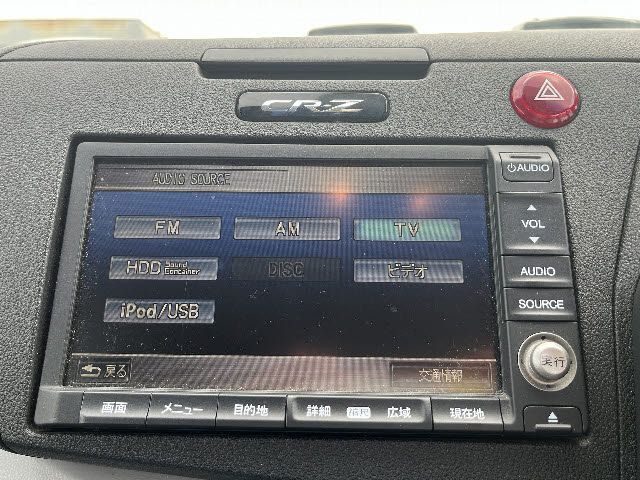 CR-Z
AUDIO SOURCE
FM AM TV
HDD Sound Container DISC ビデオ
iPod/USB
戻る 交通情報
AUDIO
VOL
AUDIO
SOURCE
実行
画面 メニュー 目的地 詳細 広域 現在地